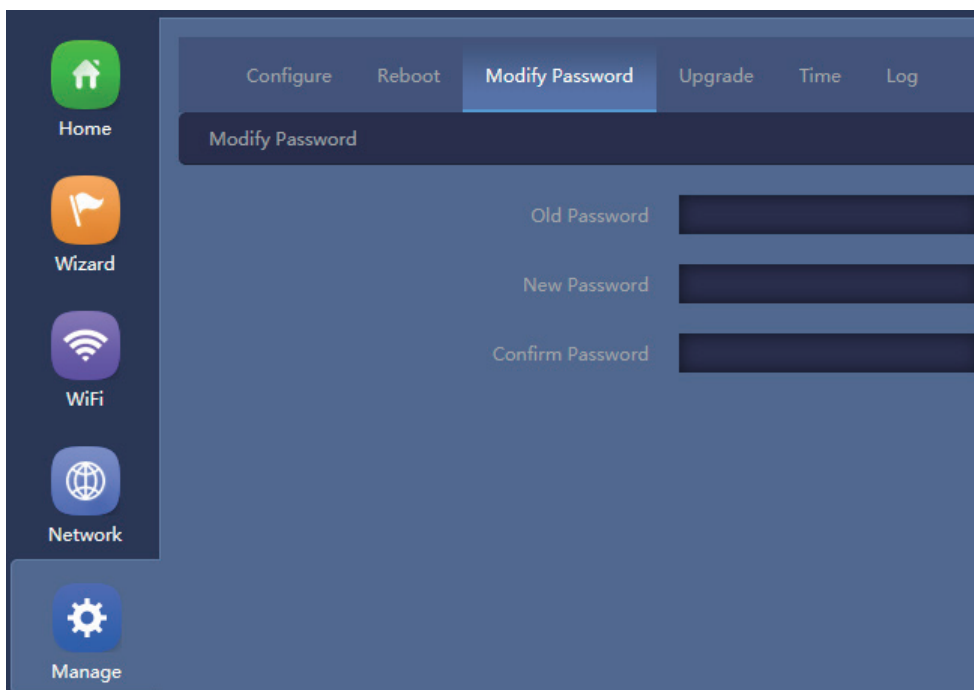 Home
Wizard
WiFi
Network
Manage
Configure Reboot Modify Password Upgrade Time Log
Modify Password
Old Password
New Password
Confirm Password